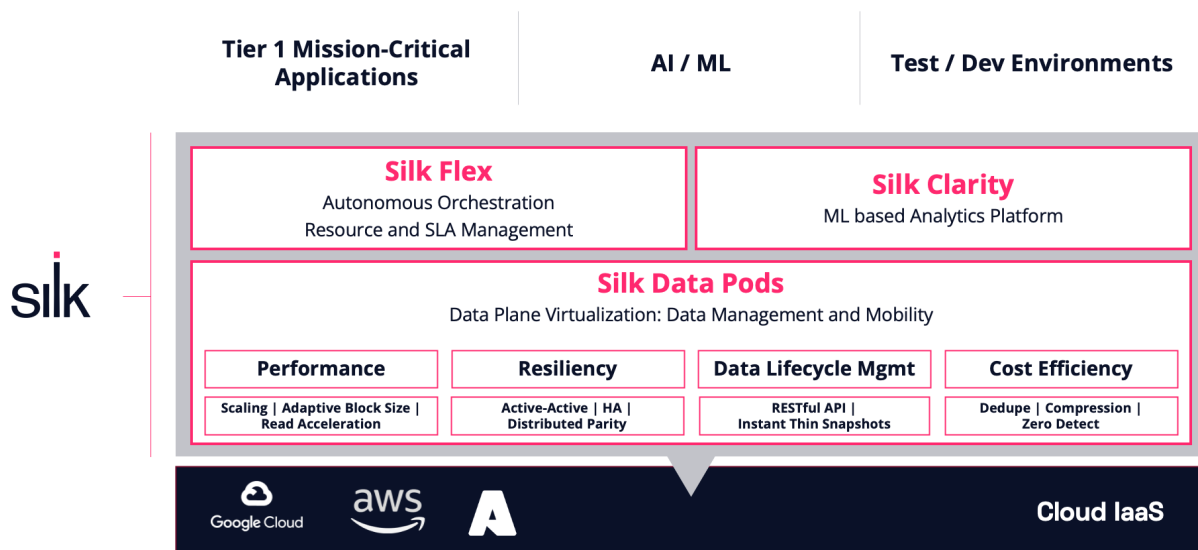 Tier 1 Mission-Critical
Applications
AI / ML
Test / Dev Environments
silk
Silk Flex
Autonomous Orchestration
Resource and SLA Management
Silk Clarity
ML based Analytics Platform
Silk Data Pods
Data Plane Virtualization: Data Management and Mobility
Performance
Resiliency
Data Lifecycle Mgmt
Cost Efficiency
Scaling | Adaptive Block Size |
Read Acceleration
Active-Active | HA |
Distributed Parity
RESTful API |
Instant Thin Snapshots
Dedupe | Compression |
Zero Detect
Google Cloud
aws
A
Cloud IaaS